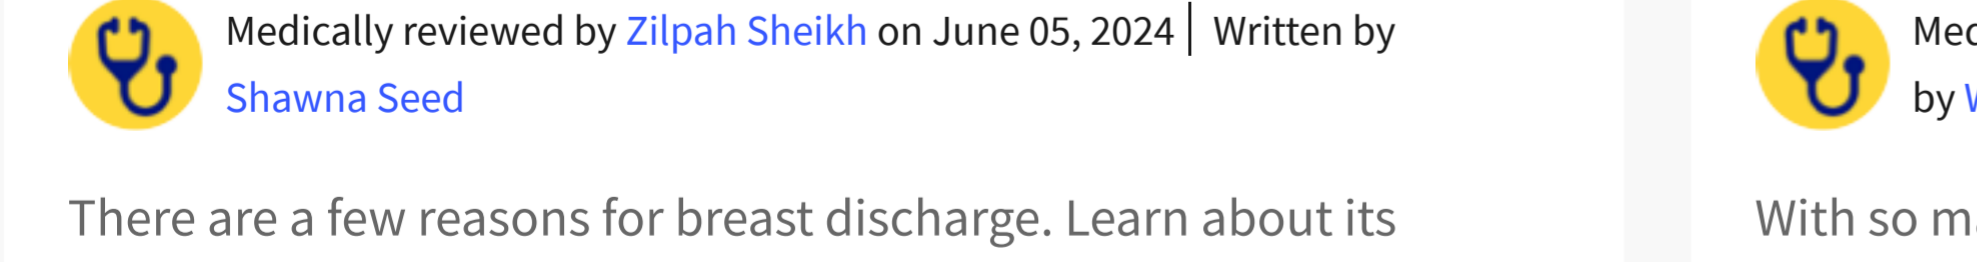 Medically reviewed by Zilpah Sheikh on June 05, 2024 | Written by
Shawna Seed
There are a few reasons for breast discharge. Learn about its
by
With so